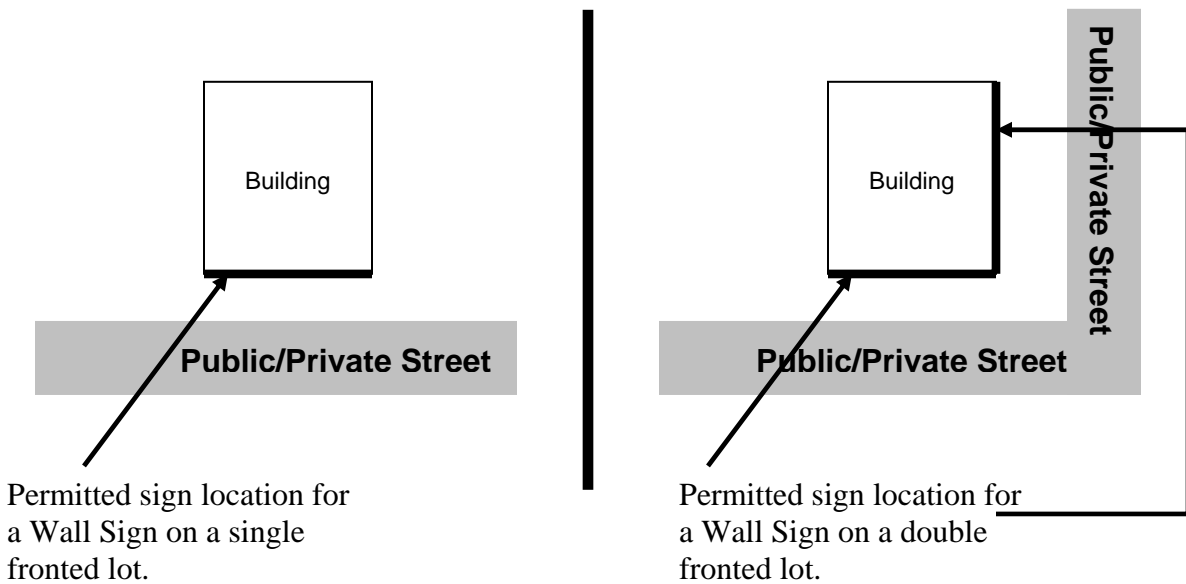 Building
Public/Private Street
Permitted sign location for
a Wall Sign on a single
fronted lot.
Building
Public/Private Street
Public/Private Street
Permitted sign location for
a Wall Sign on a double
fronted lot.